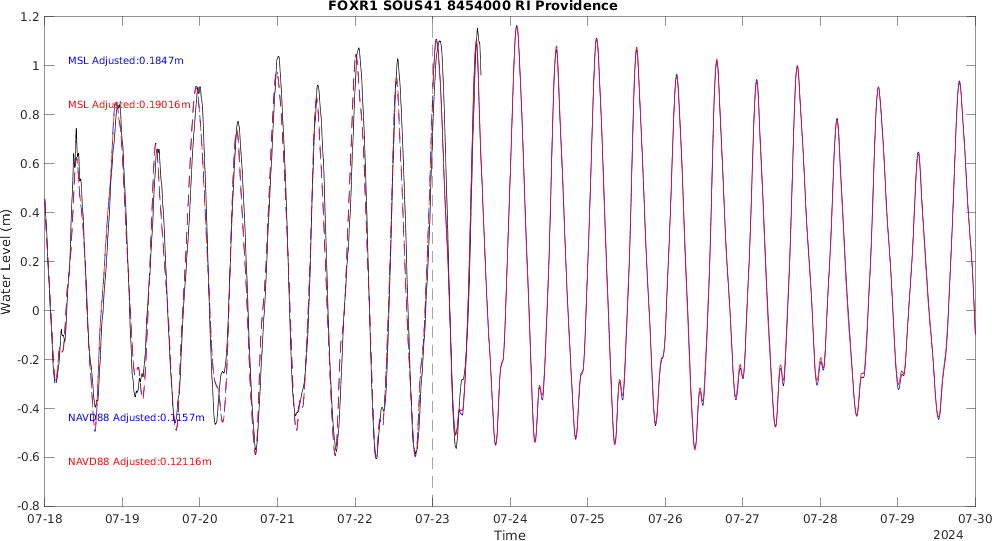 FOXR1 SOUS41 8454000 RI Providence
1.2
1
0.8
0.6
0.4
0.2
0
-0.2
-0.4
-0.6
-0.8
Water Level (m)
MSL Adjusted:0.1847m
MSL Adjusted:0.19016m
NAVD88 Adjusted:0.1157m
NAVD88 Adjusted:0.12116m
07-18 07-19 07-20 07-21 07-22 07-23 07-24 07-25 07-26 07-27 07-28 07-29 07-30
Time
2024